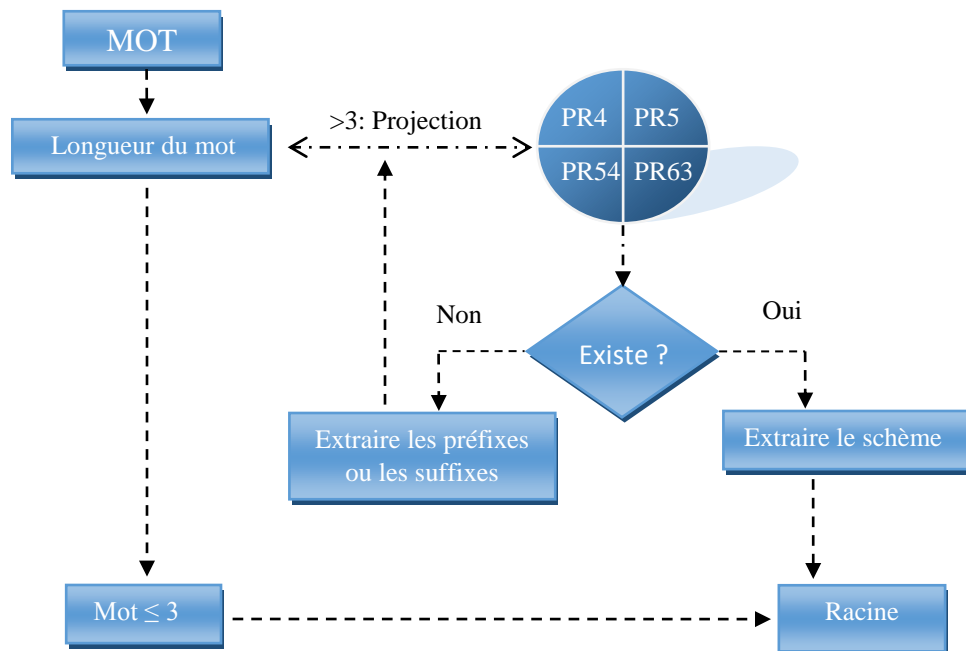 MOT
Longueur du mot
>3: Projection
PR4 PR5
PR54 PR63
Non
Oui
Existe ?
Extraire les préfixes
ou les suffixes
Extraire le schème
Mot ≤ 3
Racine